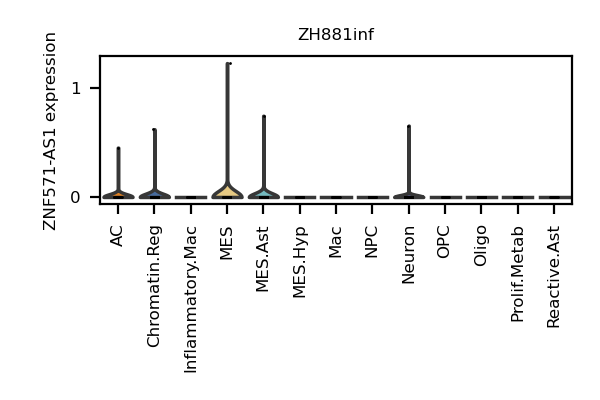 ZH881inf
ZNF571-AS1 expression
1
0
AC
Chromatin.Reg
Inflammatory.Mac
MES
MES.Ast
MES.Hyp
Mac
NPC
Neuron
OPC
Oligo
Prolif.Metab
Reactive.Ast